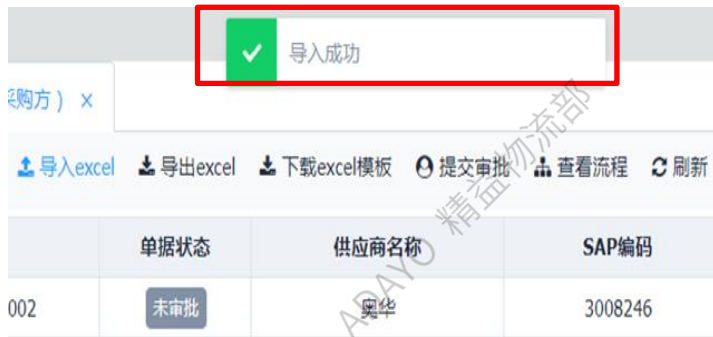 导入成功
采购方） ×
导入excel 导出excel 下载excel模板 提交审批 查看流程 刷新
单据状态 供应商名称 SAP编码
002 未审批 奥华 3008246
APAYO 精益物流部